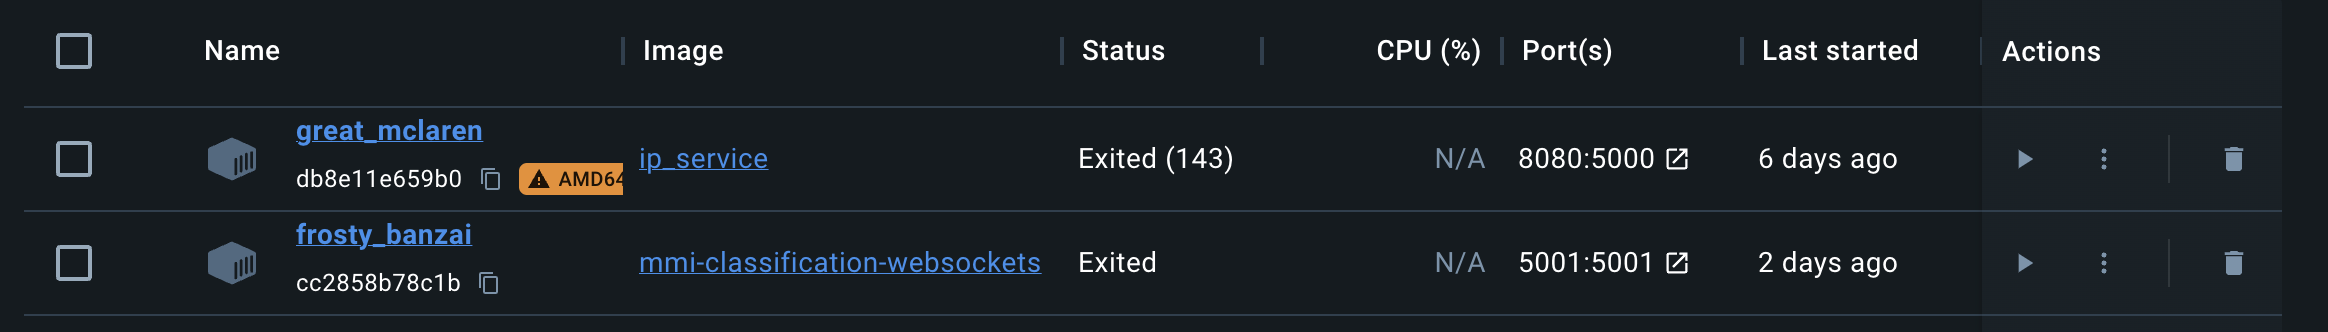 Name Image Status CPU (%) Port(s) Last started Actions
great_mclaren
db8e11e659b0 AMD64 ip_service Exited (143) N/A 8080:5000 6 days ago
frosty_banzai
cc2858b78c1b mmi-classification-websockets Exited N/A 5001:5001 2 days ago